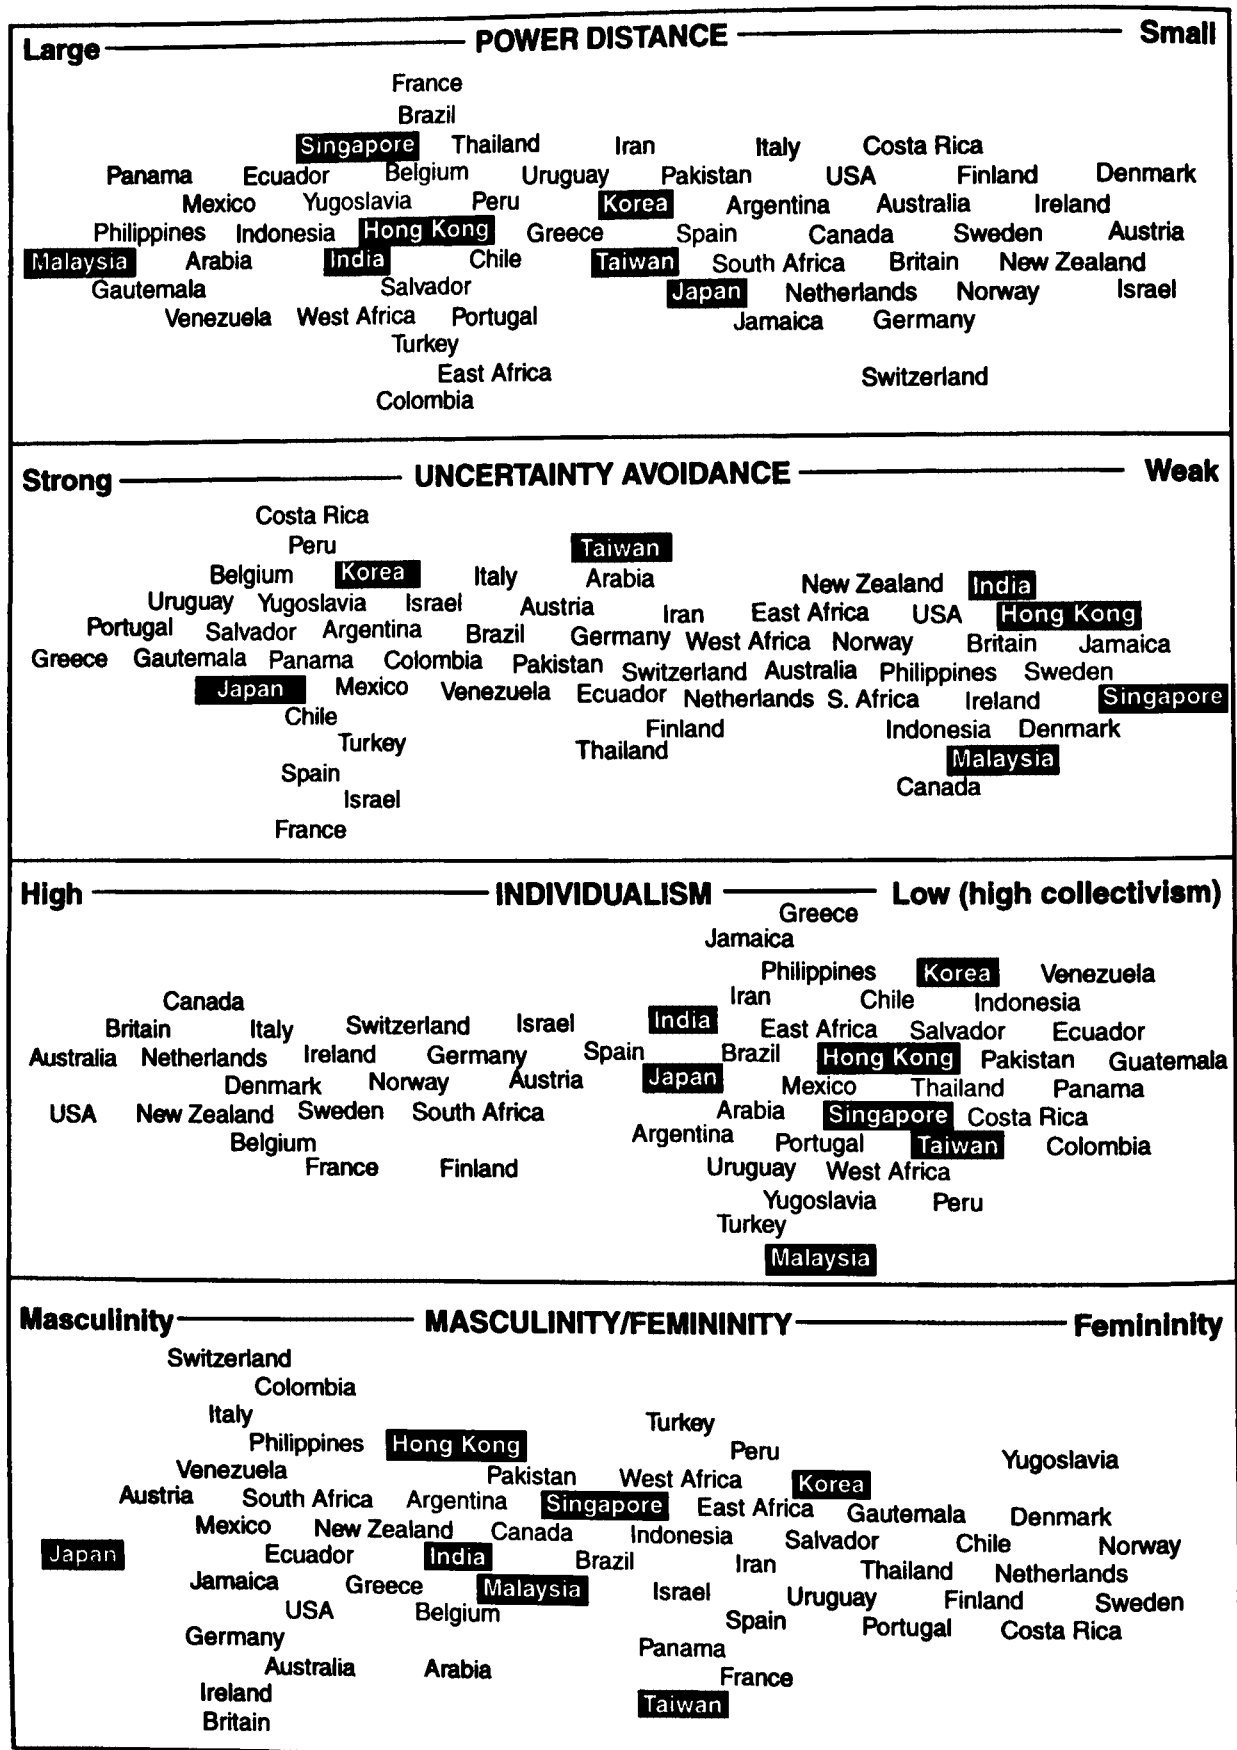 Large POWER DISTANCE Small
France
Brazil
Singapore Thailand Iran Italy Costa Rica
Panama Ecuador Belgium Uruguay Pakistan USA Finland Denmark
Mexico Yugoslavia Peru Korea Argentina Australia Ireland
Philippines Indonesia Hong Kong Greece Spain Canada Sweden Austria
Malaysia Arabia India Chile Taiwan South Africa Britain New Zealand
Gautemala Salvador Japan Netherlands Norway Israel
Venezuela West Africa Portugal Jamaica Germany
Turkey
East Africa Switzerland
Colombia
Strong UNCERTAINTY AVOIDANCE Weak
Costa Rica
Peru Taiwan
Belgium Korea Italy Arabia New Zealand India
Uruguay Yugoslavia Israel Austria Iran East Africa USA Hong Kong
Portugal Salvador Argentina Brazil Germany West Africa Norway Britain Jamaica
Greece Gautemala Panama Colombia Pakistan Switzerland Australia Philippines Sweden
Japan Mexico Venezuela Ecuador Netherlands S. Africa Ireland Singapore
Chile Finland Indonesia Denmark
Turkey Thailand Malaysia
Spain Canada
Israel
France
High INDIVIDUALISM Low (high collectivism)
Greece
Jamaica
Philippines Korea Venezuela
Canada Iran Chile Indonesia
Britain Italy Switzerland Israel India East Africa Salvador Ecuador
Australia Netherlands Ireland Germany Spain Brazil Hong Kong Pakistan Guatemala
Denmark Norway Austria Japan Mexico Thailand Panama
USA New Zealand Sweden South Africa Arabia Singapore Costa Rica
Belgium Argentina Portugal Taiwan Colombia
France Finland Uruguay West Africa
Yugoslavia Peru
Turkey
Malaysia
Masculinity MASCULINITY/FEMININITY Femininity
Switzerland
Colombia
Italy Turkey
Philippines Hong Kong Peru Yugoslavia
Venezuela Pakistan West Africa Korea
Austria South Africa Argentina Singapore East Africa Gautemala Denmark
Mexico New Zealand Canada Indonesia Salvador Chile Norway
Japan Ecuador India Brazil Iran Thailand Netherlands
Jamaica Greece Malaysia Israel Uruguay Finland Sweden
USA Belgium Spain Portugal Costa Rica
Germany Panama
Australia Arabia France
Ireland Taiwan
Britain